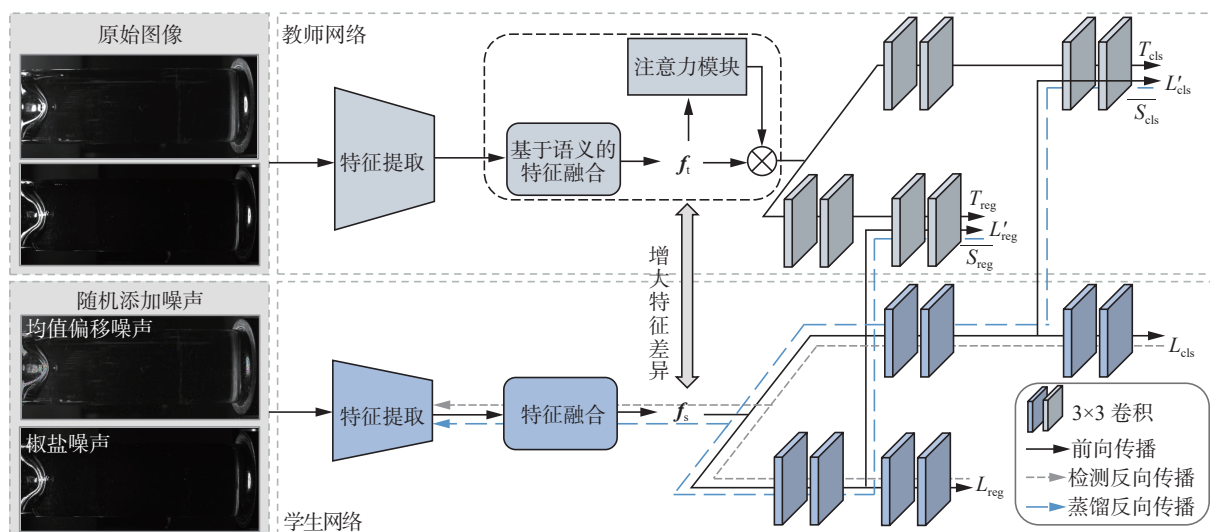 原始图像
教师网络
特征提取
基于语义的
特征融合
注意力模块
f_t
T_cls
L'_cls
S_cls
T_reg
L'_reg
S_reg
增大特征差异
随机添加噪声
均值偏移噪声
椒盐噪声
学生网络
特征提取
特征融合
f_s
L_cls
L_reg
3×3 卷积
前向传播
检测反向传播
蒸馏反向传播